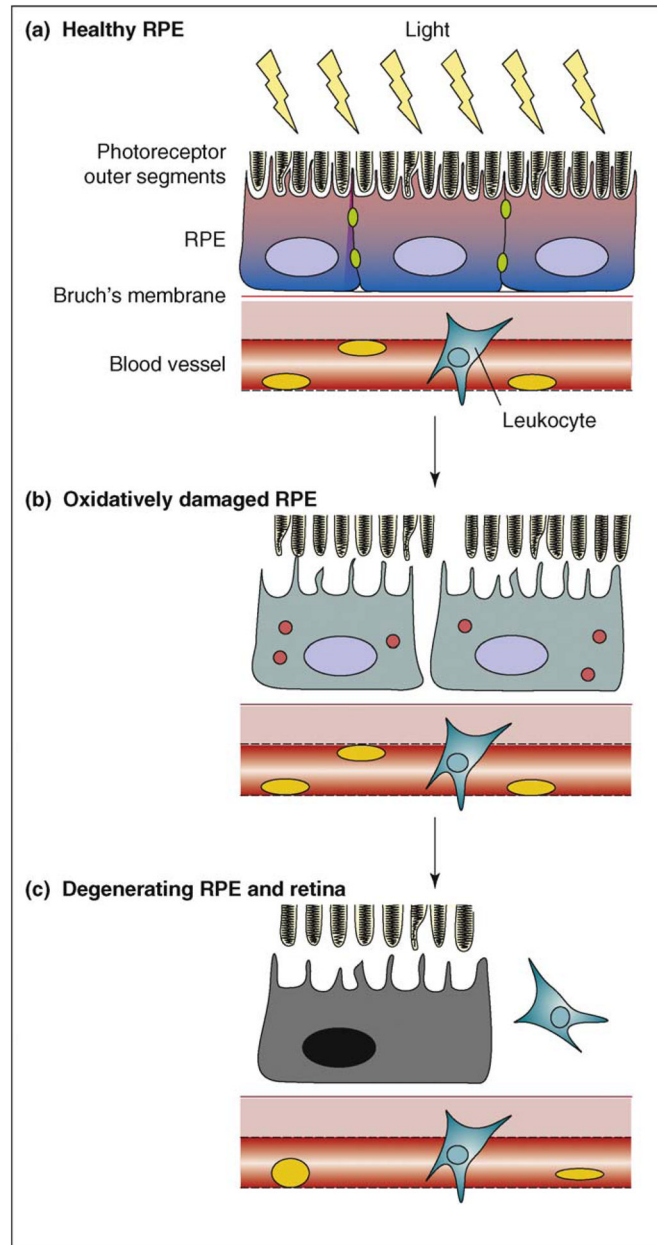 (a) Healthy RPE
Light
Photoreceptor
outer segments
RPE
Bruch's membrane
Blood vessel
Leukocyte
(b) Oxidatively damaged RPE
(c) Degenerating RPE and retina